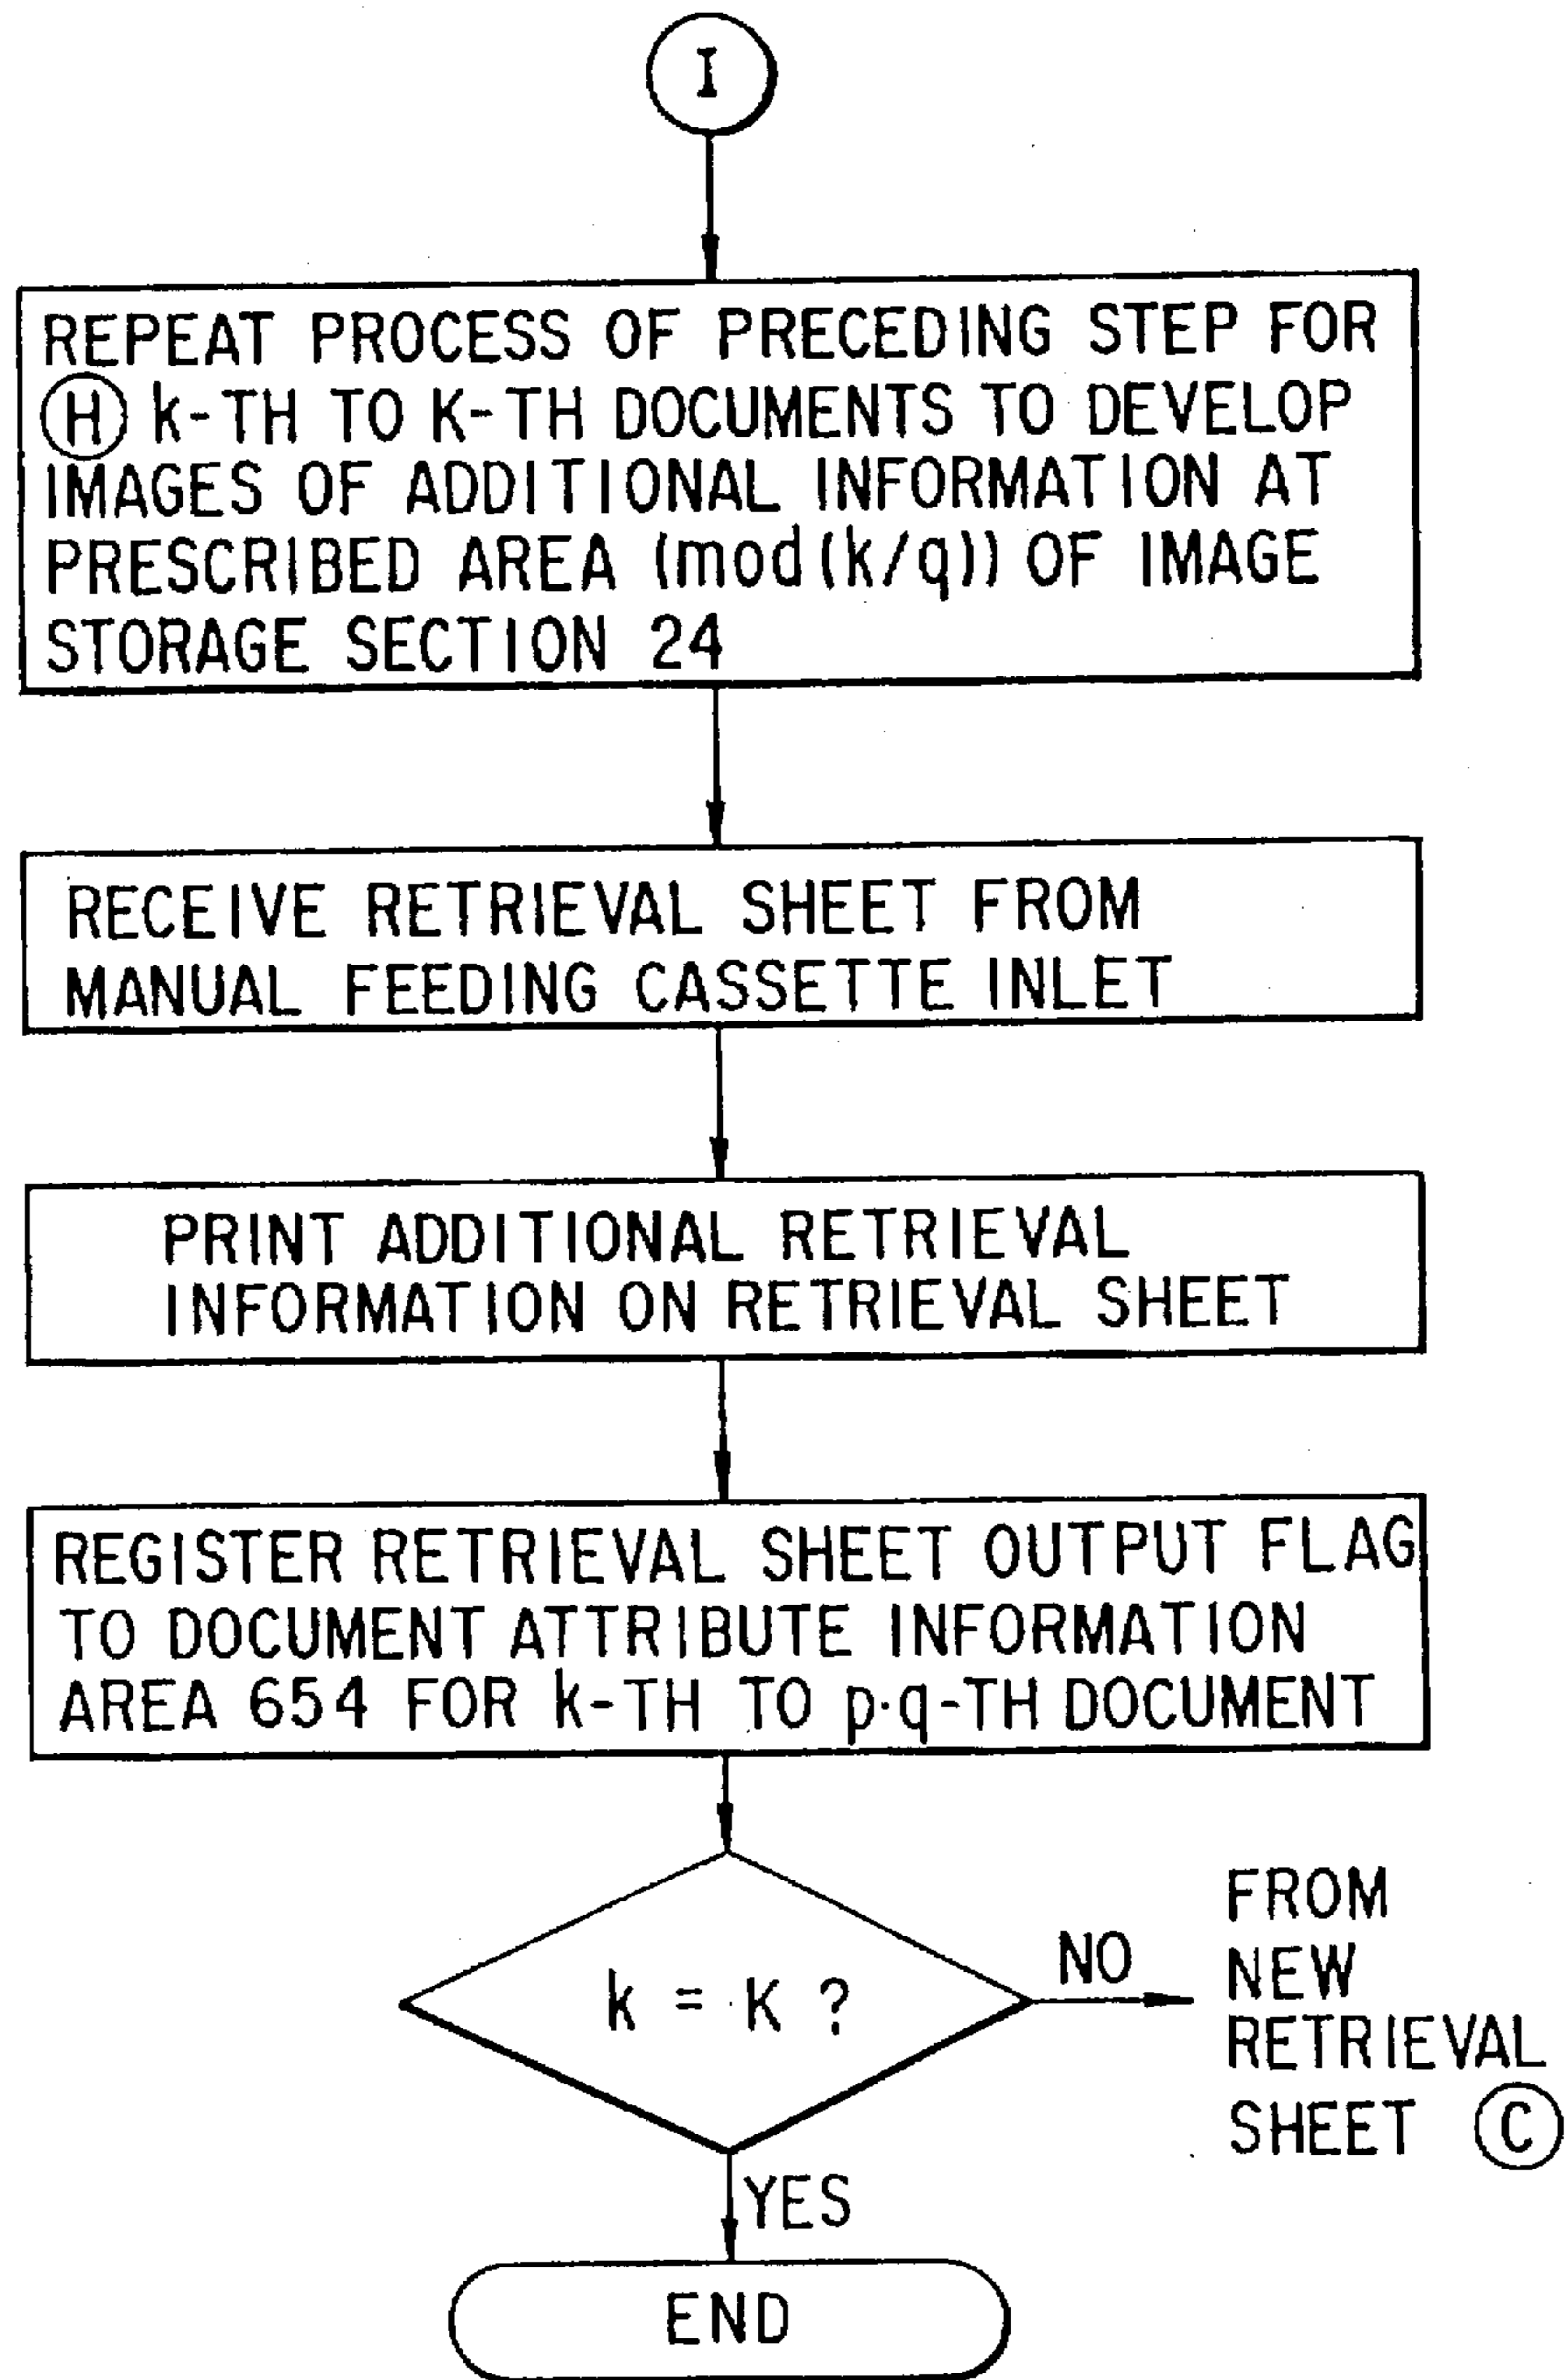 I
REPEAT PROCESS OF PRECEDING STEP FOR
Ⓗ k-TH TO K-TH DOCUMENTS TO DEVELOP
IMAGES OF ADDITIONAL INFORMATION AT
PRESCRIBED AREA (mod(k/q)) OF IMAGE
STORAGE SECTION 24
RECEIVE RETRIEVAL SHEET FROM
MANUAL FEEDING CASSETTE INLET
PRINT ADDITIONAL RETRIEVAL
INFORMATION ON RETRIEVAL SHEET
REGISTER RETRIEVAL SHEET OUTPUT FLAG
TO DOCUMENT ATTRIBUTE INFORMATION
AREA 654 FOR k-TH TO p·q-TH DOCUMENT
k = K ?
NO
FROM
NEW
RETRIEVAL
SHEET Ⓒ
YES
END